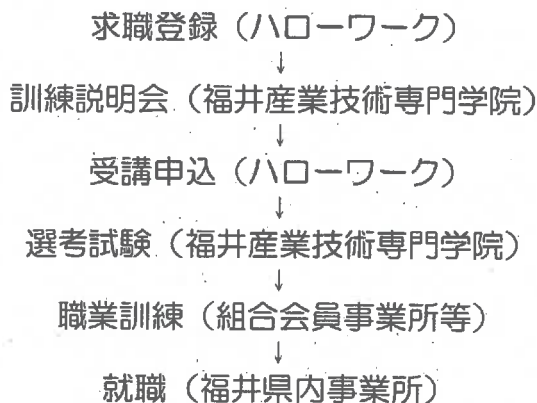 求職登録（ハローワーク）
↓
訓練説明会（福井産業技術専門学院）
↓
受講申込（ハローワーク）
↓
選考試験（福井産業技術専門学院）
↓
職業訓練（組合会員事業所等）
↓
就職（福井県内事業所）